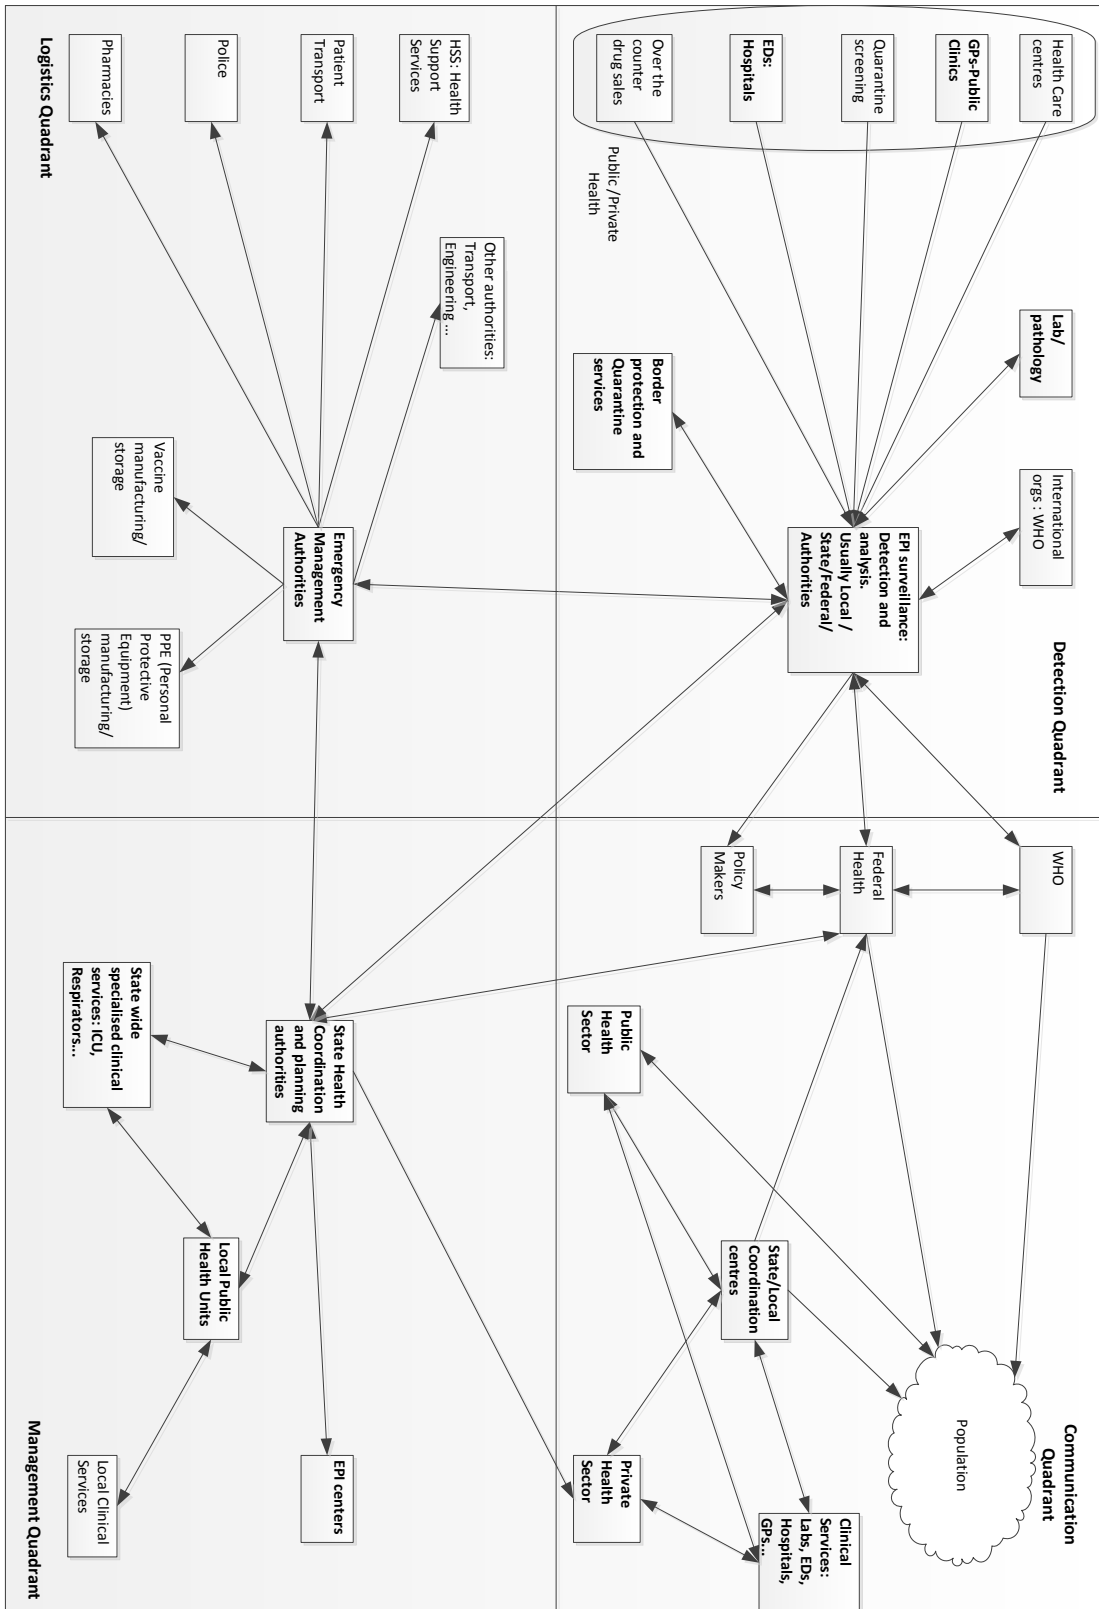 Detection Quadrant
Health Care
centres
GPs-Public
Clinics
Quarantine
screening
EDs:
Hospitals
Over the
counter
drug sales
Public /Private
Health
Lab/
pathology
International
orgs : WHO
Border
protection and
Quarantine
services
EPI surveillance:
Detection and
analysis.
Usually Local /
State/Federal/
Authorities
Communication
Quadrant
WHO
Federal
Health
Policy
Makers
Public
Health
Sector
State/Local
Coordination
centres
Population
Private
Health
Sector
Clinical
Services:
Labs, EDs,
Hospitals,
GPs...
HSS: Health
Support
Services
Patient
Transport
Police
Pharmacies
Logistics Quadrant
Other authorities:
Transport,
Engineering ...
Vaccine
manufacturing/
storage
Emergency
Management
Authorities
PPE (Personal
Protective
Equipment)
manufacturing/
storage
State Health
Coordination
and planning
authorities
State wide
specialised clinical
services: ICU,
Respirators...
Local Public
Health Units
EPI centers
Local Clinical
Services
Management Quadrant